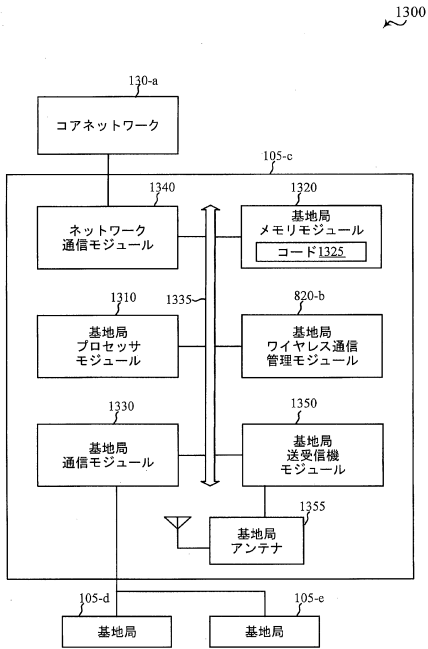 1300
130-a
コアネットワーク
105-c
1340
ネットワーク
通信モジュール
1320
基地局
メモリモジュール
コード 1325
1335
1310
基地局
プロセッサ
モジュール
820-b
基地局
ワイヤレス通信
管理モジュール
1330
基地局
通信モジュール
1350
基地局
送受信機
モジュール
1355
基地局
アンテナ
105-d
基地局
105-e
基地局